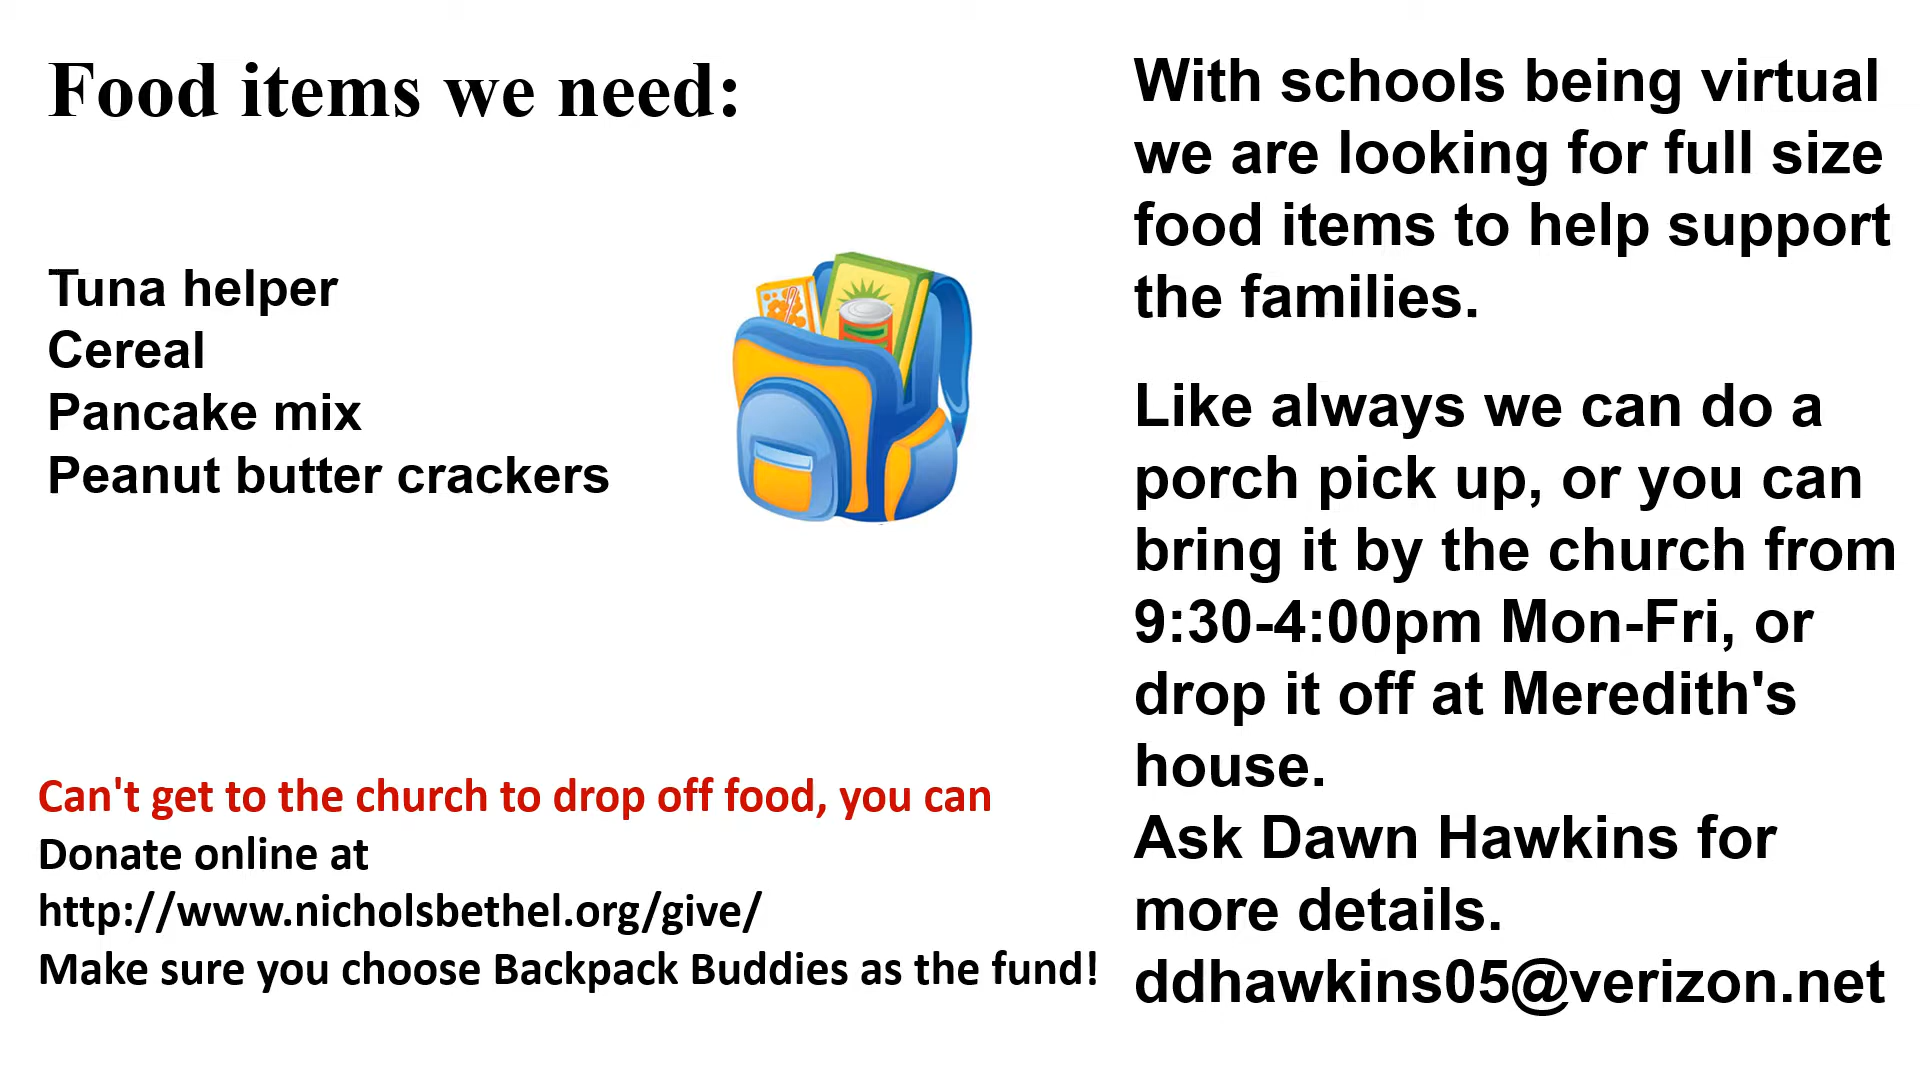 Food items we need:
Tuna helper
Cereal
Pancake mix
Peanut butter crackers
Can't get to the church to drop off food, you can
Donate online at
http://www.nicholsbethel.org/give/
Make sure you choose Backpack Buddies as the fund!
With schools being virtual
we are looking for full size
food items to help support
the families.
Like always we can do a
porch pick up, or you can
bring it by the church from
9:30-4:00pm Mon-Fri, or
drop it off at Meredith's
house.
Ask Dawn Hawkins for
more details.
ddhawkins05@verizon.net